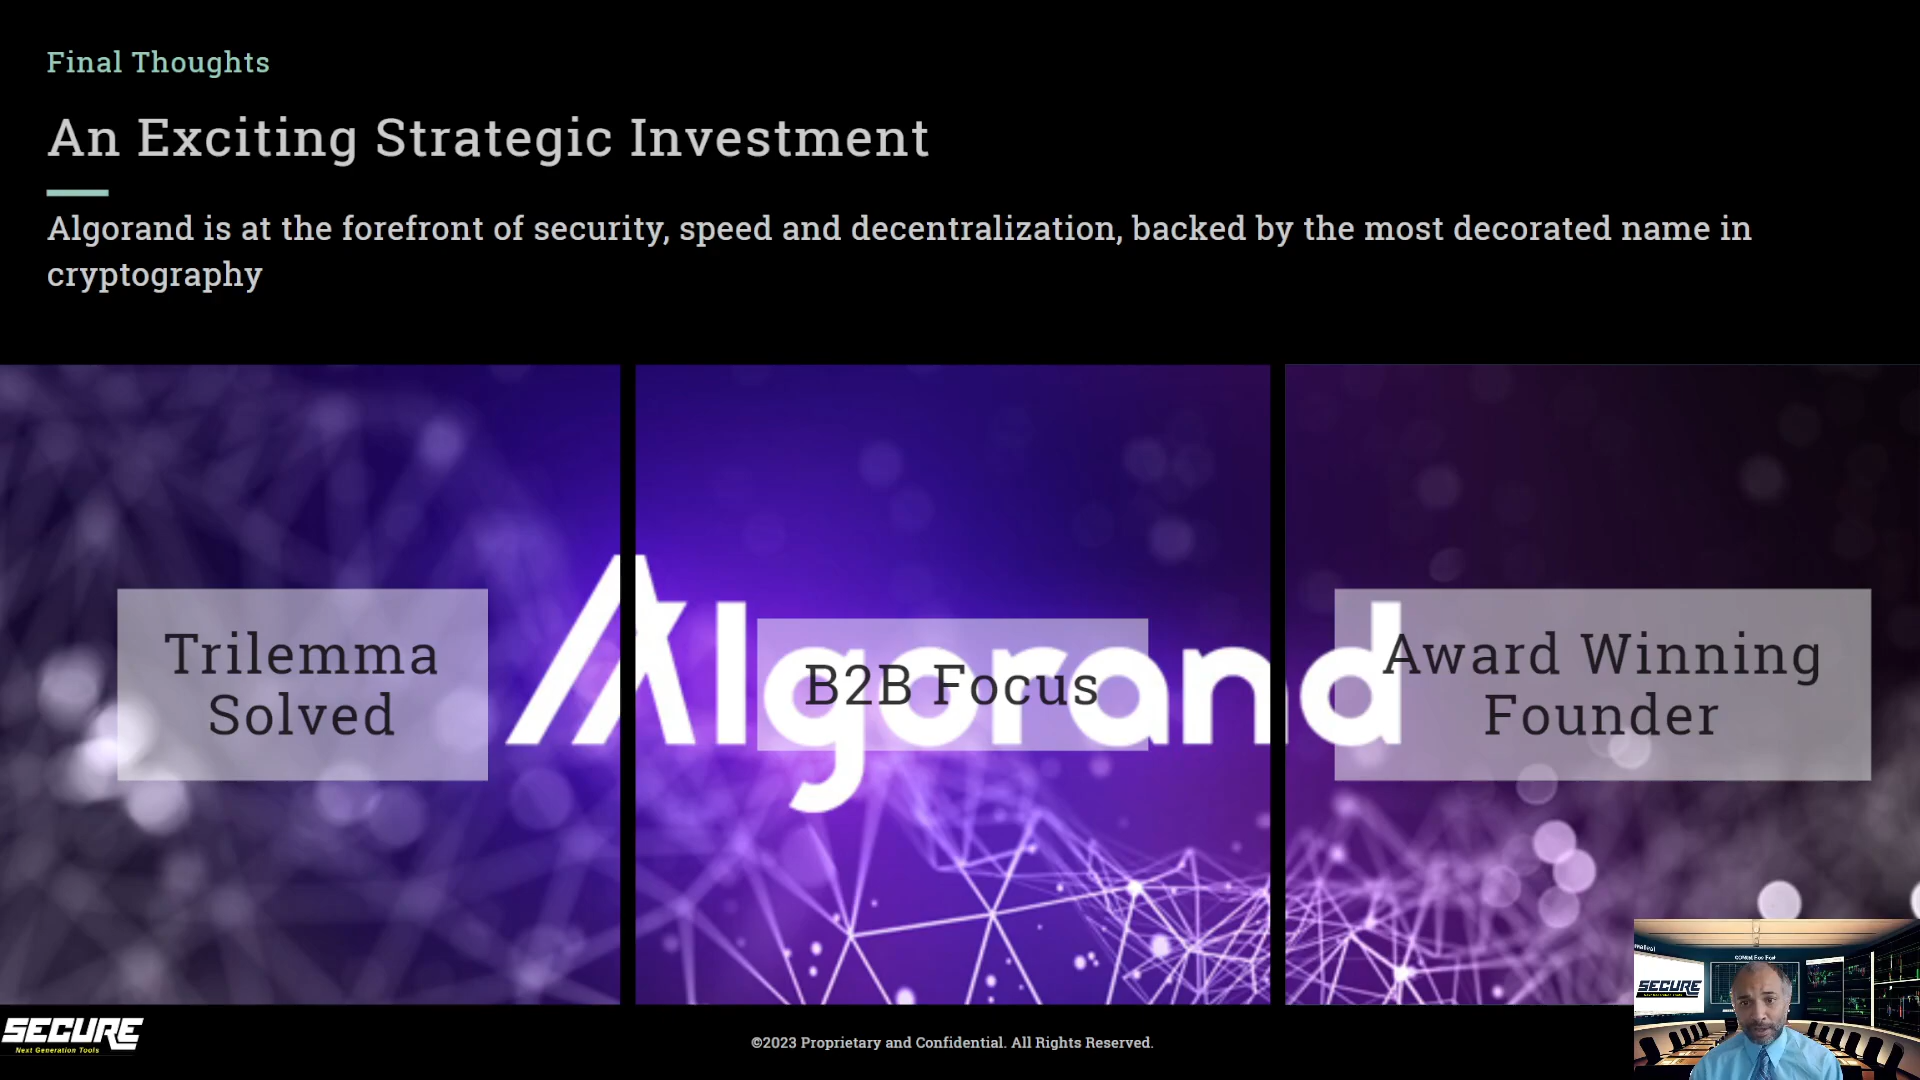 Final Thoughts
An Exciting Strategic Investment
Algorand is at the forefront of security, speed and decentralization, backed by the most decorated name in
cryptography
Algorand
Trilemma
Solved
B2B Focus
Award Winning
Founder
SECURE
Next Generation Tools
©2023 Proprietary and Confidential. All Rights Reserved.
SECURE